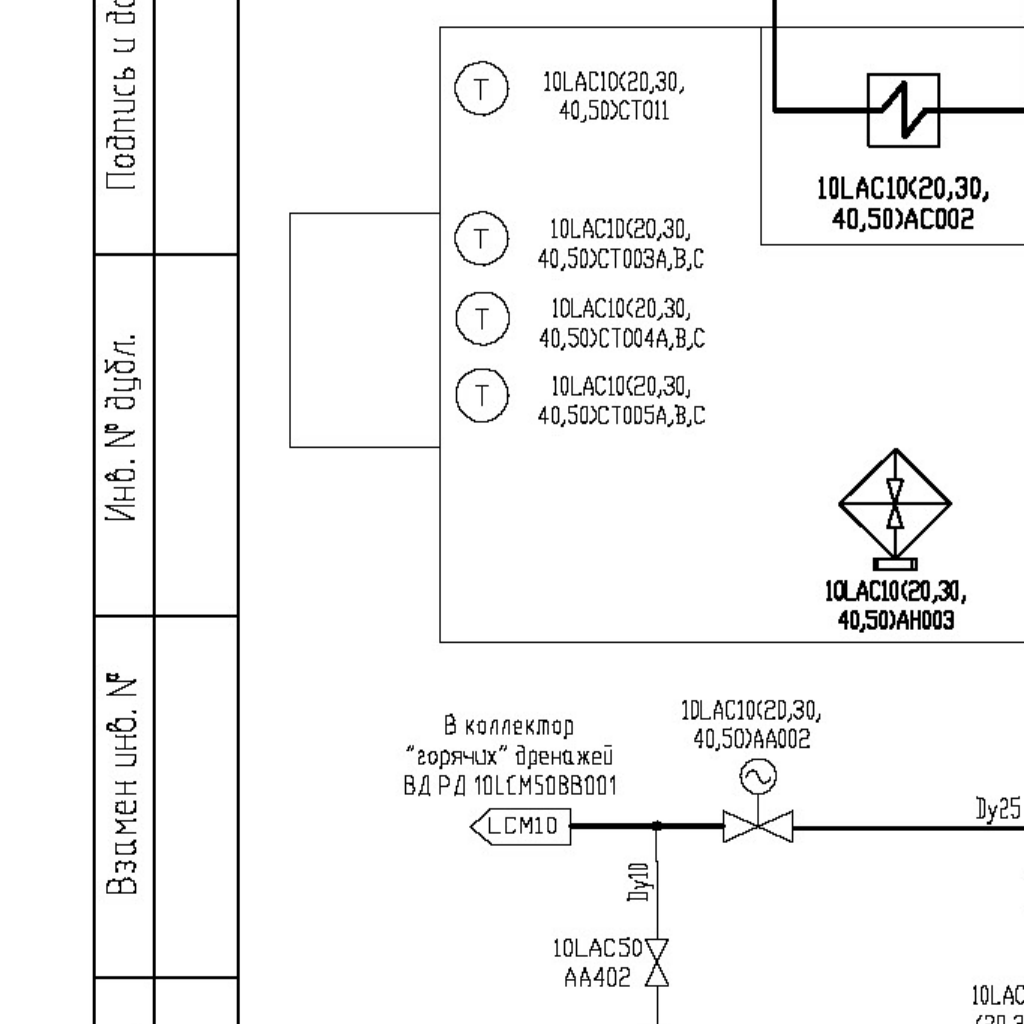 Подпись и
Инв. № дубл.
Взамен инв. №
T
10LAC10(20,30,
40,50)CT011
10LAC10(20,30,
40,50)AC002
T
10LAC10(20,30,
40,50)CT003A,B,C
T
10LAC10(20,30,
40,50)CT004A,B,C
T
10LAC10(20,30,
40,50)CT005A,B,C
10LAC10(20,30,
40,50)AH003
В коллектор
"горячих" дренажей
ВД РД 10LCM50BB001
LCM10
10LAC10(20,30,
40,50)AA002
Dy25
Dy10
10LAC50
AA402
10LAC